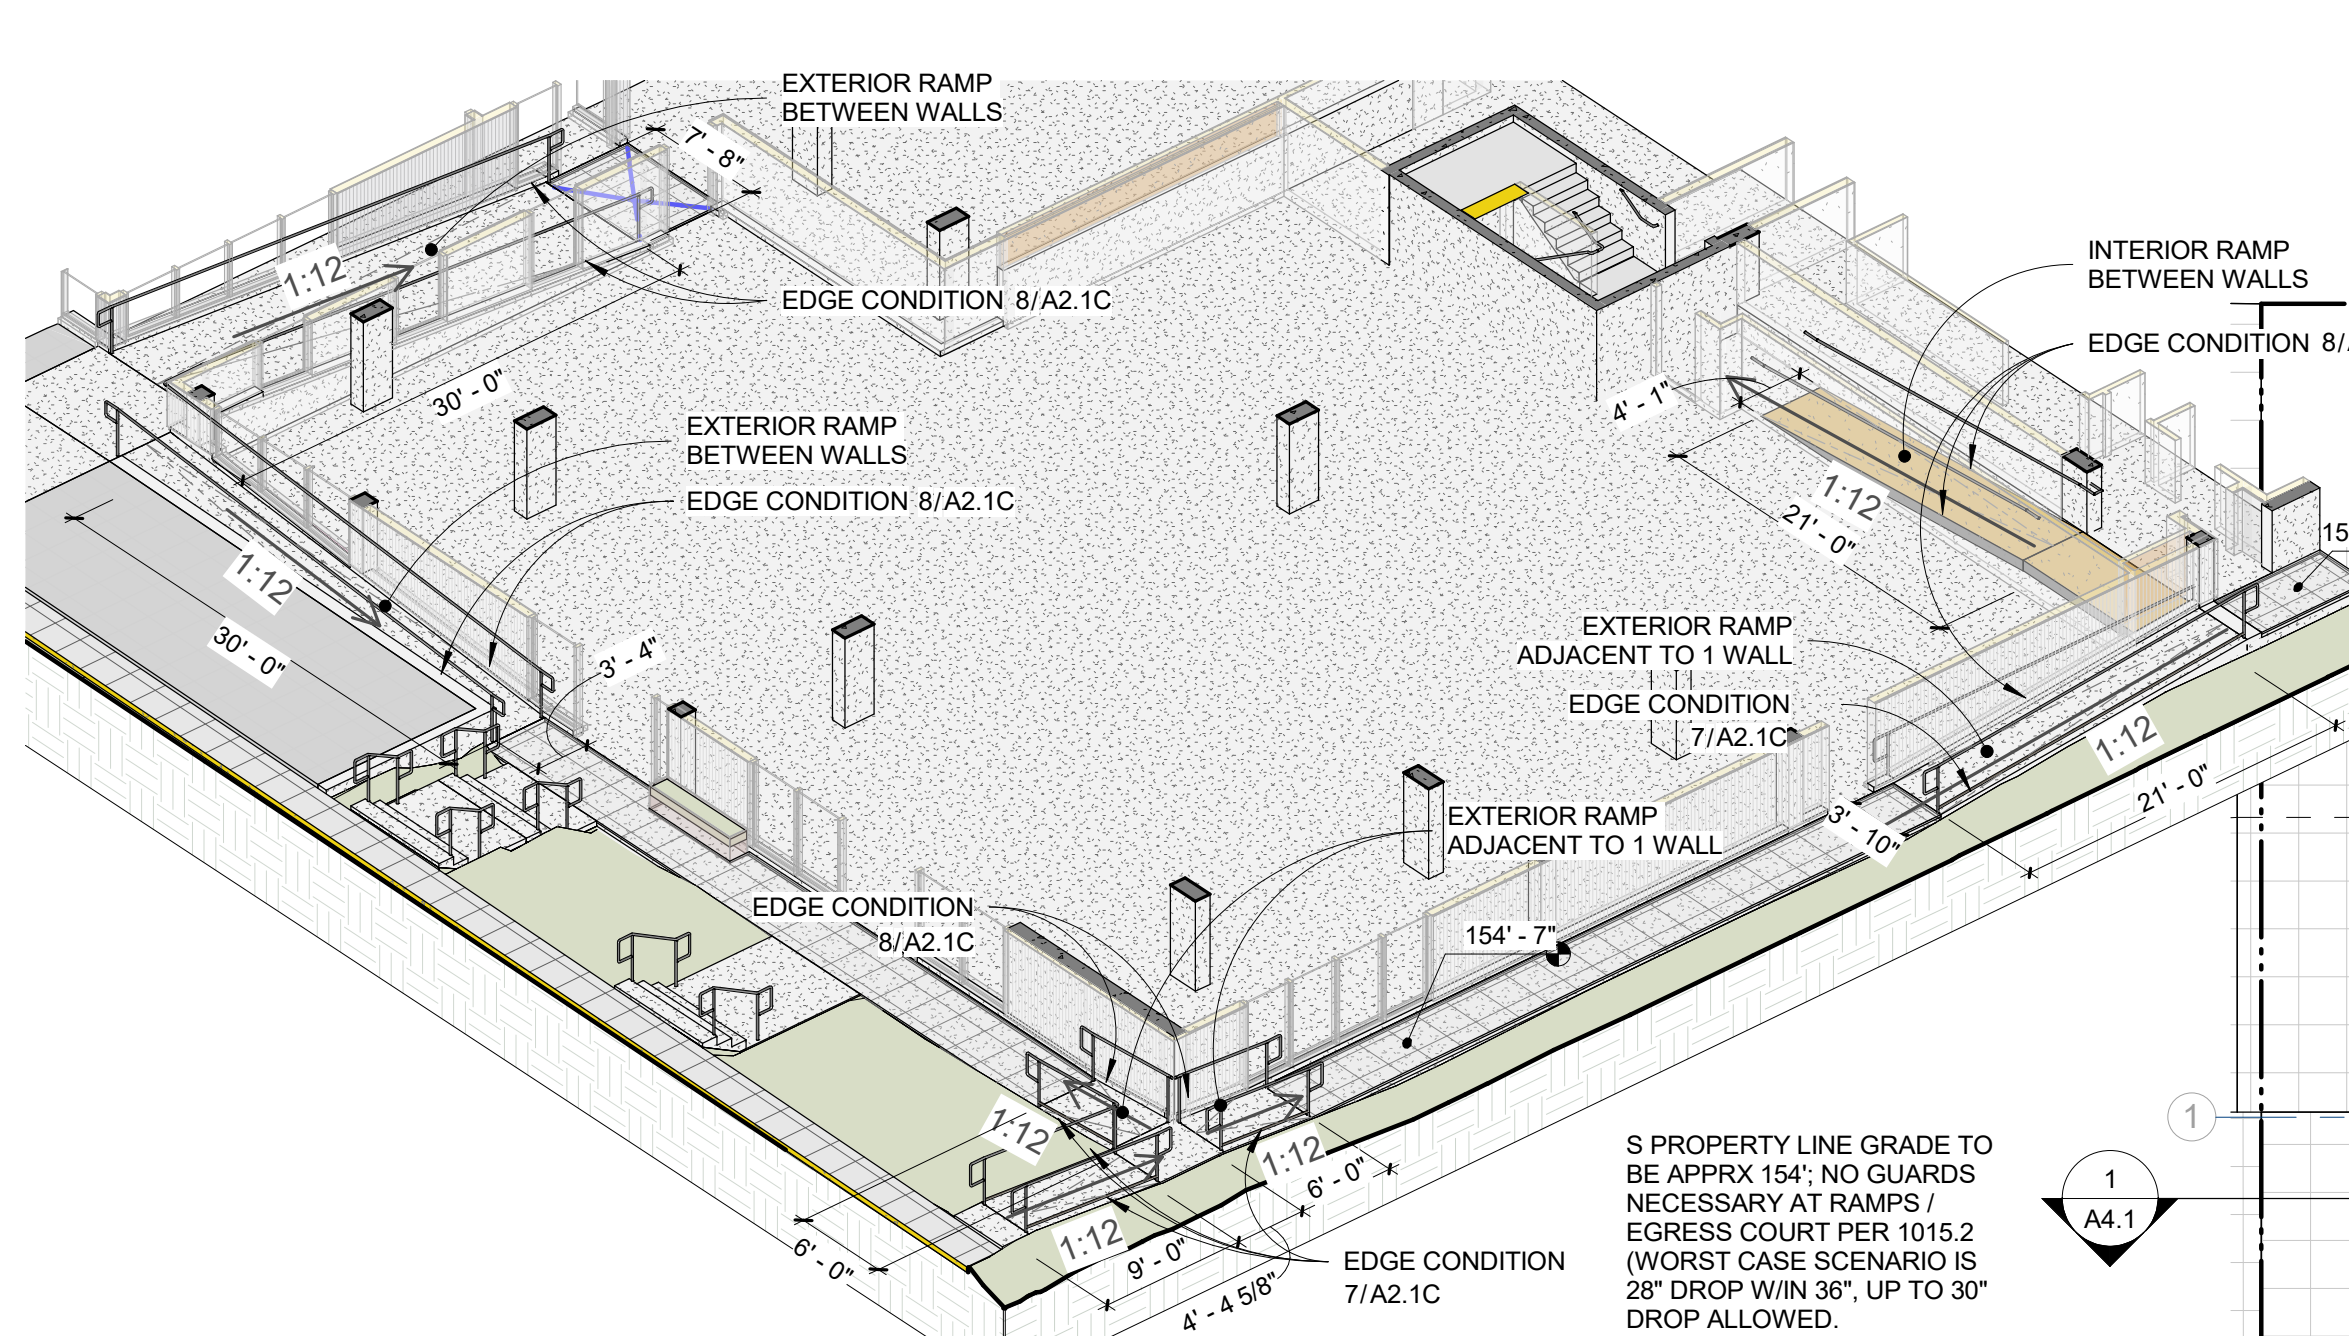 EXTERIOR RAMP
BETWEEN WALLS
7' - 8"
1:12
EDGE CONDITION 8/A2.1C
30' - 0"
EXTERIOR RAMP
BETWEEN WALLS
EDGE CONDITION 8/A2.1C
1:12
30' - 0"
3' - 4"
INTERIOR RAMP
BETWEEN WALLS
EDGE CONDITION 8/
4' - 1"
1:12
21' - 0"
15
EXTERIOR RAMP
ADJACENT TO 1 WALL
EDGE CONDITION
7/A2.1C
1:12
21' - 0"
3' - 10"
EXTERIOR RAMP
ADJACENT TO 1 WALL
EDGE CONDITION
8/A2.1C
154' - 7"
1:12
1:12
6' - 0"
1:12
9' - 0"
6' - 0"
4' - 4 5/8"
EDGE CONDITION
7/A2.1C
S PROPERTY LINE GRADE TO
BE APPRX 154'; NO GUARDS
NECESSARY AT RAMPS /
EGRESS COURT PER 1015.2
(WORST CASE SCENARIO IS
28" DROP W/IN 36", UP TO 30"
DROP ALLOWED.
1
1
A4.1